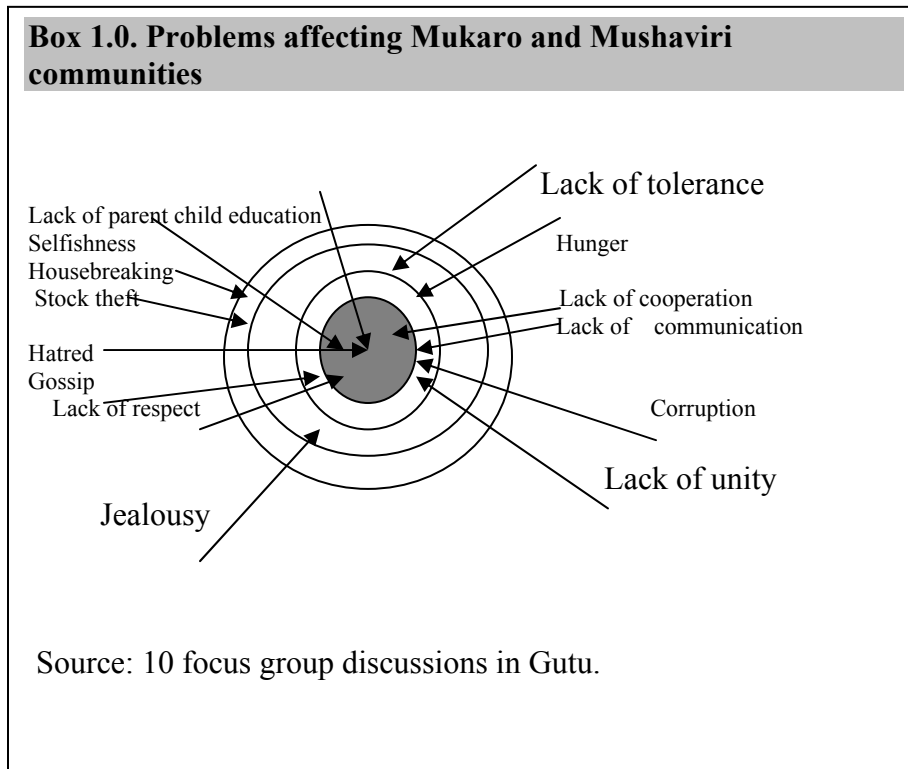 Box 1.0. Problems affecting Mukaro and Mushaviri
communities
Lack of tolerance
Lack of parent child education
Selfishness
Hunger
Housebreaking
Stock theft
Lack of cooperation
Lack of communication
Hatred
Gossip
Lack of respect
Corruption
Lack of unity
Jealousy
Source: 10 focus group discussions in Gutu.